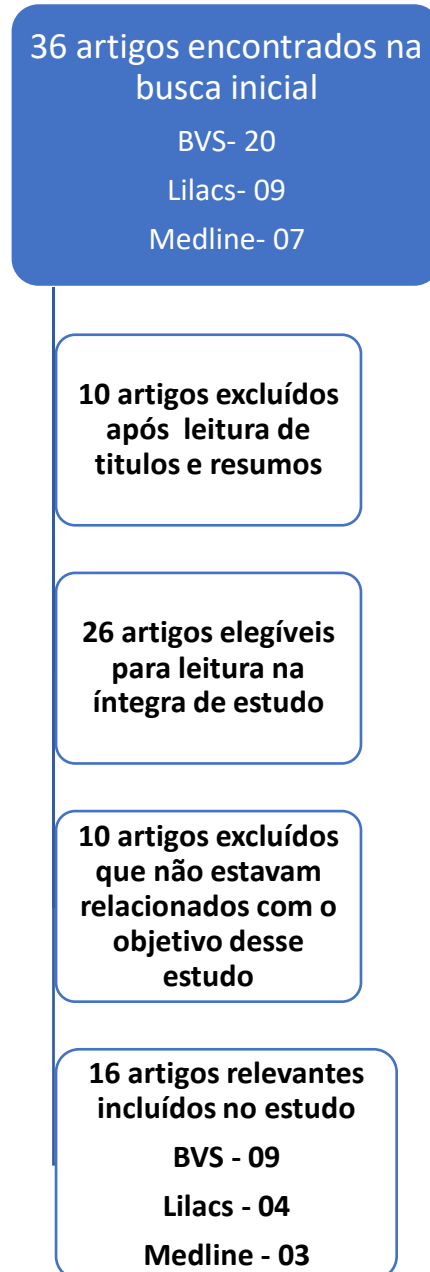 36 artigos encontrados na
busca inicial
BVS- 20
Lilacs- 09
Medline- 07
10 artigos excluídos
após leitura de
titulos e resumos
26 artigos elegíveis
para leitura na
íntegra de estudo
10 artigos excluídos
que não estavam
relacionados com o
objetivo desse
estudo
16 artigos relevantes
incluídos no estudo
BVS - 09
Lilacs - 04
Medline - 03